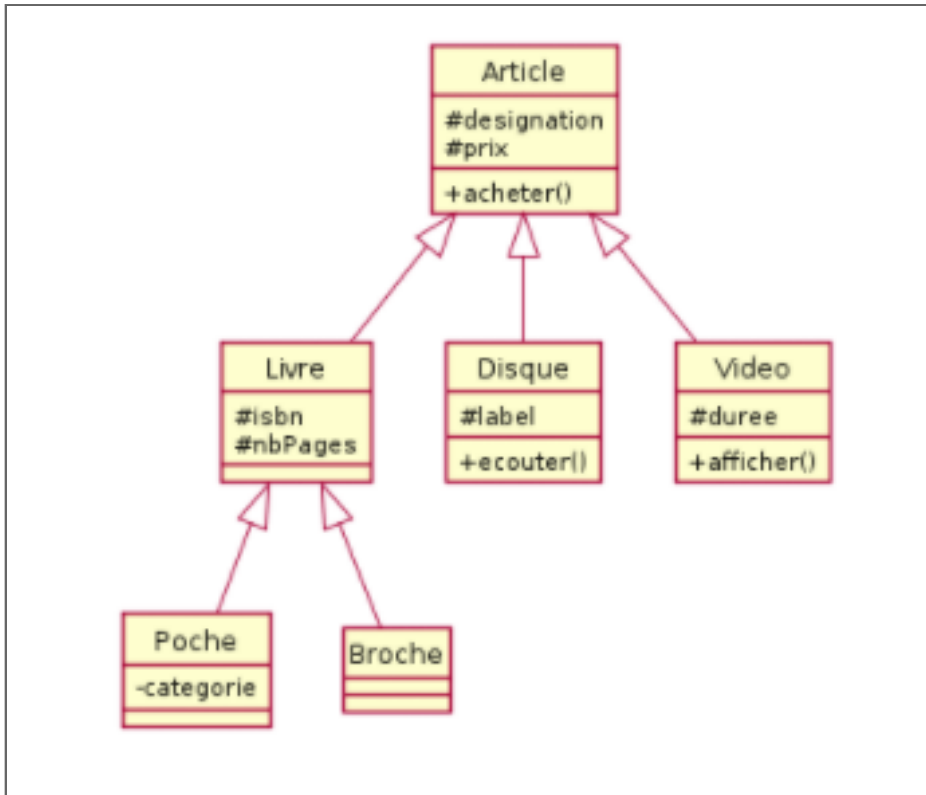 Article
#designation
#prix
+acheter()
Livre
#isbn
#nbPages
Disque
#label
+ecouter()
Video
#duree
+afficher()
Poche
-categorie
Broche